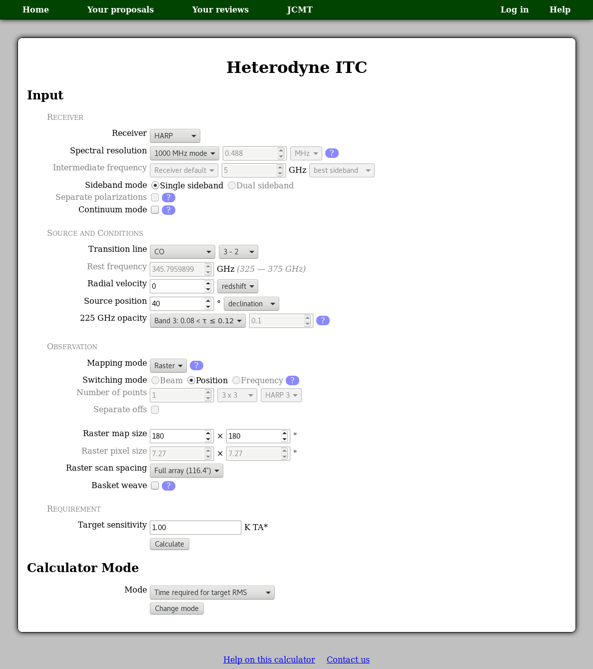 Home Your proposals Your reviews JCMT Log in Help
Heterodyne ITC
Input
Receiver
Receiver HARP
Spectral resolution 1000 MHz mode 0.488 MHz ?
Intermediate frequency Receiver default 5 GHz best sideband
Sideband mode Single sideband Dual sideband
Separate polarizations ?
Continuum mode ?
Source and Conditions
Transition line CO 3 - 2
Rest frequency 345.7959899 GHz (325 — 375 GHz)
Radial velocity 0 redshift
Source position 40 ° declination
225 GHz opacity Band 3: 0.08 < τ ≤ 0.12 0.1 ?
Observation
Mapping mode Raster ?
Switching mode Beam Position Frequency ?
Number of points 1 3 x 3 HARP 3
Separate offs
Raster map size 180 × 180 "
Raster pixel size 7.27 × 7.27 "
Raster scan spacing Full array (116.4")
Basket weave ?
Requirement
Target sensitivity 1.00 K TA*
Calculate
Calculator Mode
Mode Time required for target RMS
Change mode
Help on this calculator Contact us